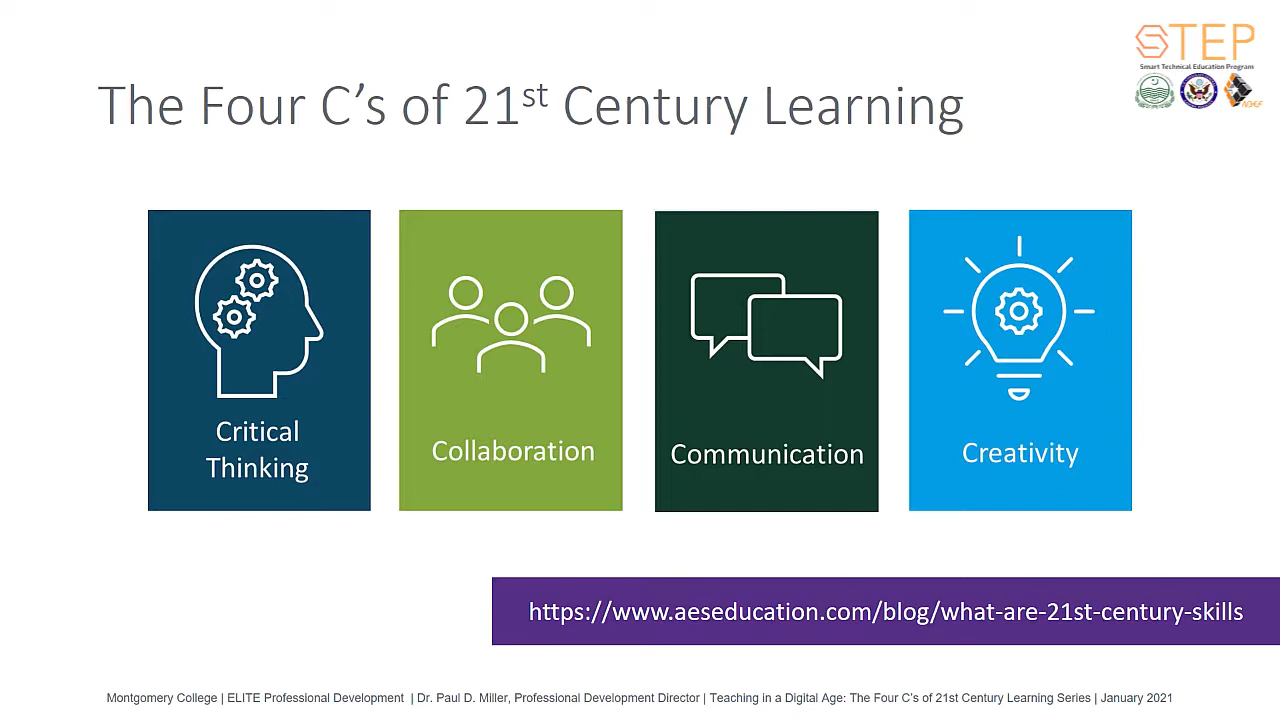 STEP
Smart Technical Education Program
The Four C’s of 21st Century Learning
Critical
Thinking
Collaboration
Communication
Creativity
https://www.aeseducation.com/blog/what-are-21st-century-skills
Montgomery College | ELITE Professional Development | Dr. Paul D. Miller, Professional Development Director | Teaching in a Digital Age: The Four C’s of 21st Century Learning Series | January 2021